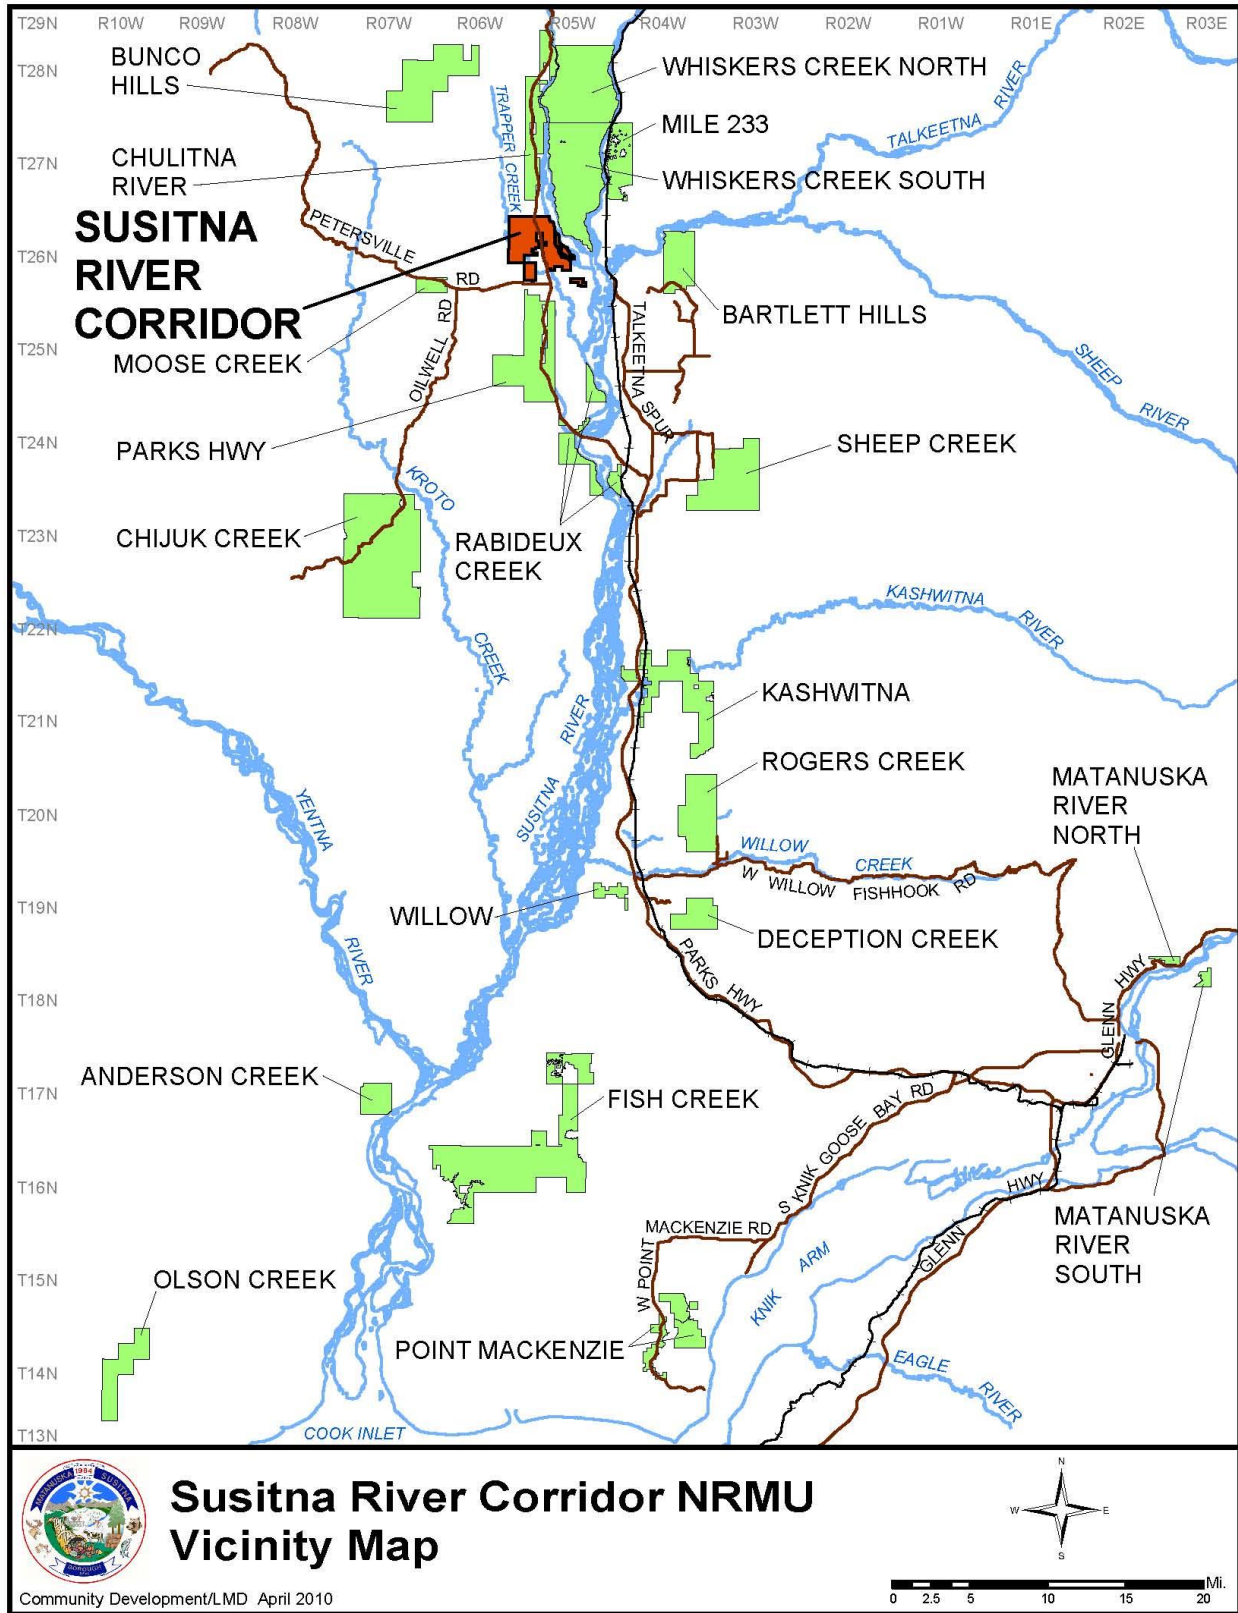 T29N R10W R09W R08W R07W R06W R05W R04W R03W R02W R01W R01E R02E R03E
T28N
T27N
T26N
T25N
T24N
T23N
T22N
T21N
T20N
T19N
T18N
T17N
T16N
T15N
T14N
T13N
BUNCO
HILLS
WHISKERS CREEK NORTH
MILE 233
CHULITNA
RIVER
WHISKERS CREEK SOUTH
TRAPPER CREEK
TALKEETNA RIVER
SUSITNA
RIVER
CORRIDOR
PETERSVILLE RD
MOOSE CREEK
OILWELL RD
BARTLETT HILLS
TALKEETNA SPUR
SHEEP RIVER
PARKS HWY
SHEEP CREEK
KROTO CREEK
CHIJUK CREEK
RABIDEUX
CREEK
KASHWITNA RIVER
KASHWITNA
ROGERS CREEK
SUSITNA RIVER
YENTNA RIVER
MATANUSKA
RIVER
NORTH
WILLOW CREEK
W WILLOW FISHHOOK RD
WILLOW
DECEPTION CREEK
PARKS HWY
GLENN HWY
ANDERSON CREEK
FISH CREEK
S KNIK GOOSE BAY RD
GLENN HWY
MATANUSKA
RIVER
SOUTH
MACKENZIE RD
W POINT
KNIK ARM
OLSON CREEK
POINT MACKENZIE
EAGLE RIVER
COOK INLET
MATANUSKA SUSITNA
1964
BOROUGH
Susitna River Corridor NRMU
Vicinity Map
N
W E
S
Community Development/LMD April 2010
Mi.
0 2.5 5 10 15 20